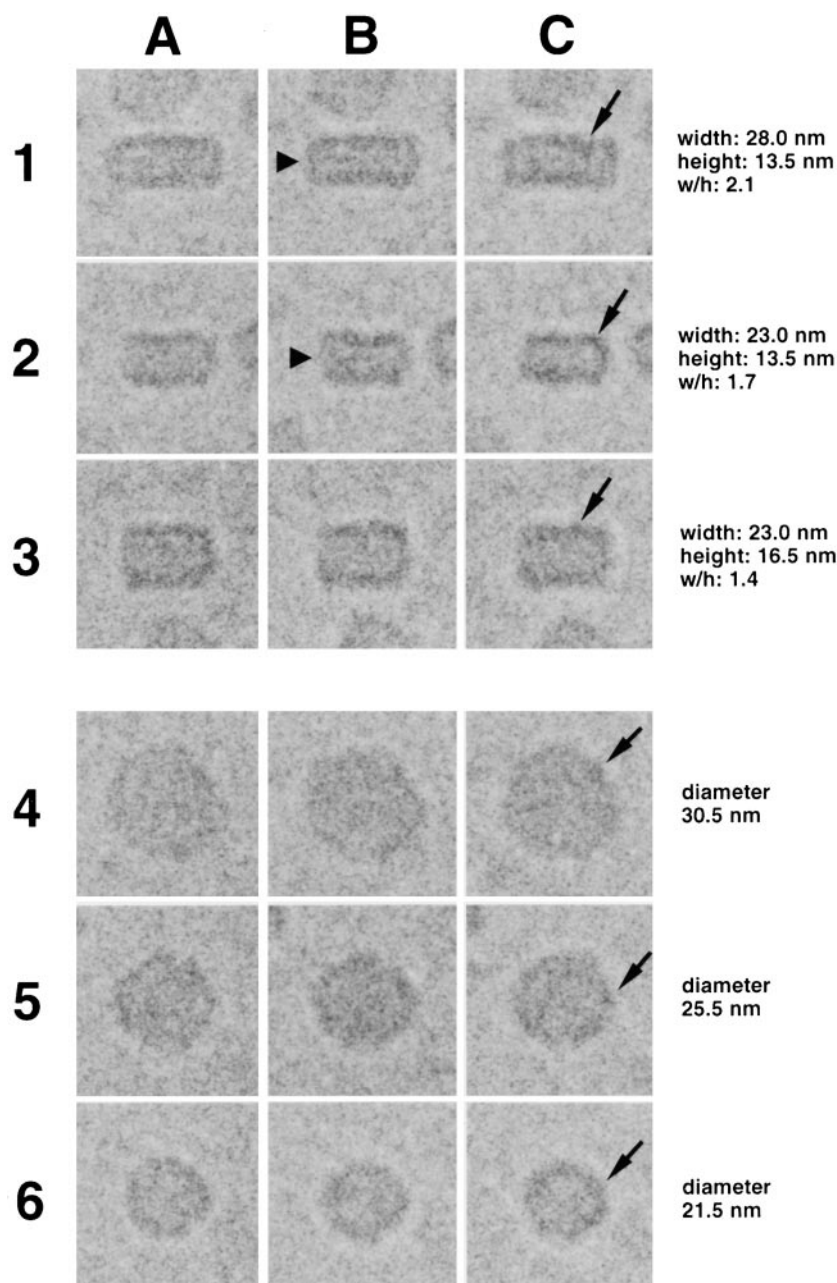 A B C
1
width: 28.0 nm
height: 13.5 nm
w/h: 2.1
2
width: 23.0 nm
height: 13.5 nm
w/h: 1.7
3
width: 23.0 nm
height: 16.5 nm
w/h: 1.4
4
diameter
30.5 nm
5
diameter
25.5 nm
6
diameter
21.5 nm